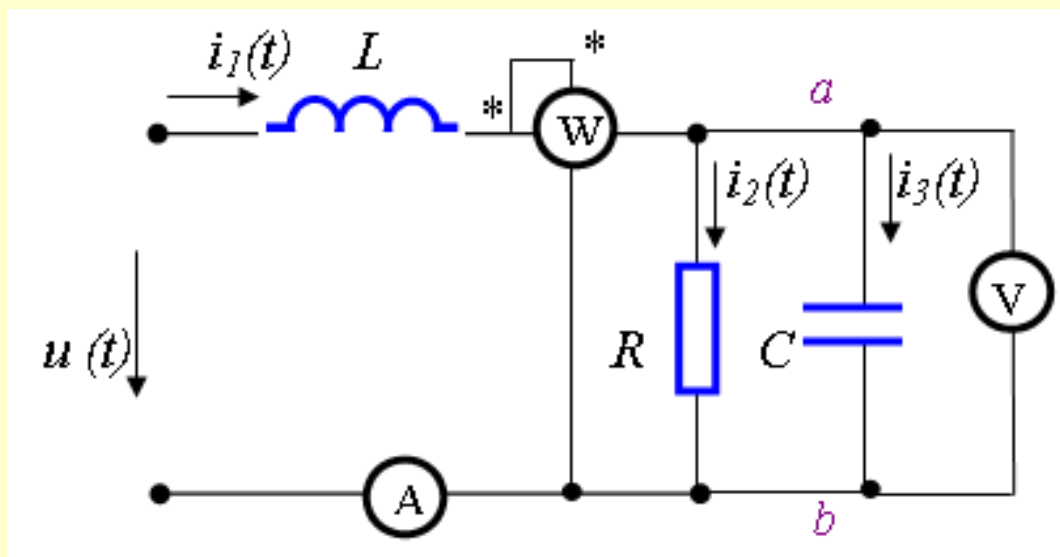 i₁(t) L * *
W
a
i₂(t) i₃(t)
V
u (t) R C
A
b